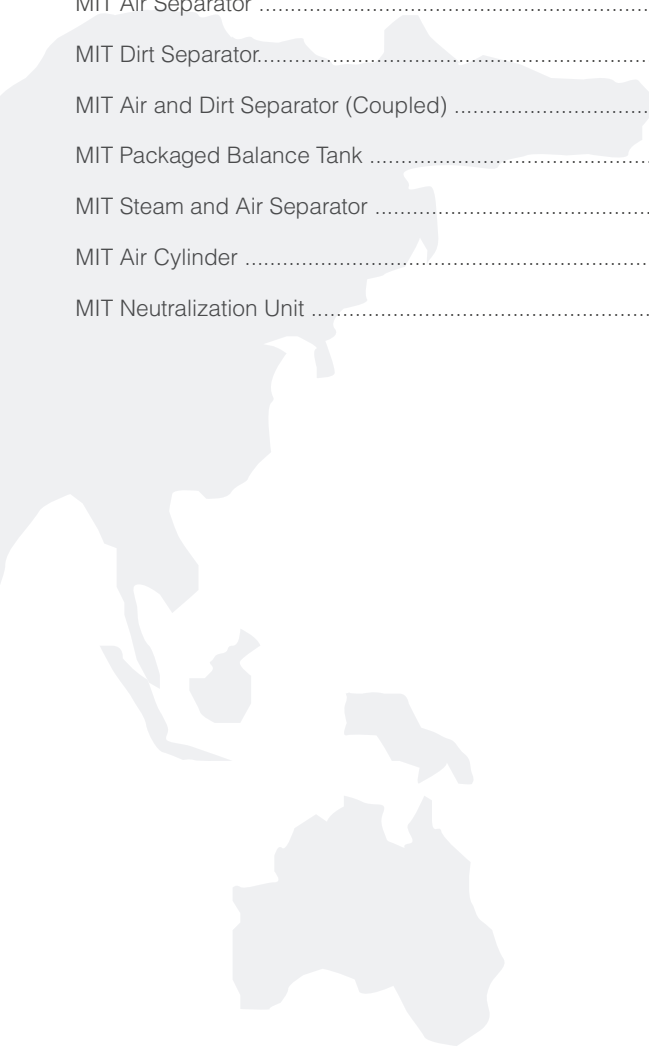 MIT Air Separator ........................................................
MIT Dirt Separator........................................................
MIT Air and Dirt Separator (Coupled) ............................
MIT Packaged Balance Tank ........................................
MIT Steam and Air Separator .......................................
MIT Air Cylinder ..........................................................
MIT Neutralization Unit ................................................